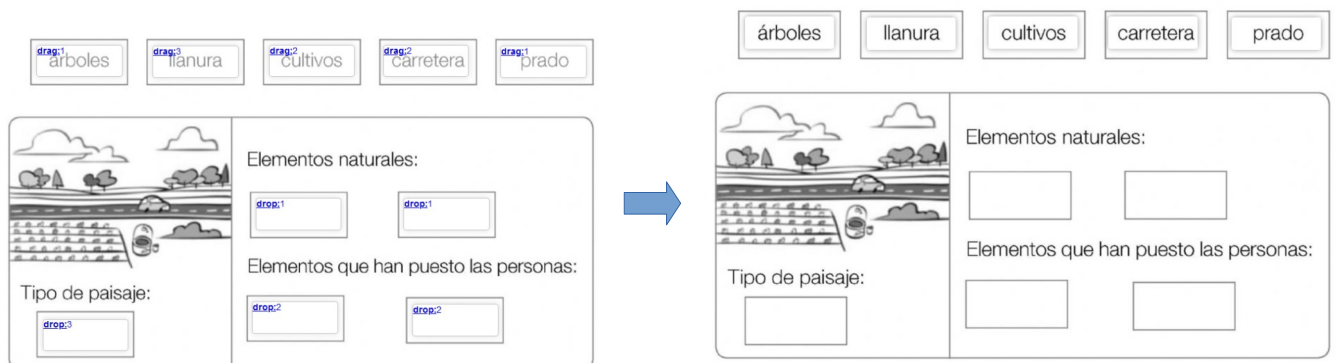 drag:1 árboles
drag:3 llanura
drag:2 cultivos
drag:2 carretera
drag:1 prado
Elementos naturales:
drop:1
drop:1
Elementos que han puesto las personas:
drop:2
drop:2
Tipo de paisaje:
drop:3
árboles
llanura
cultivos
carretera
prado
Elementos naturales:
Elementos que han puesto las personas:
Tipo de paisaje: